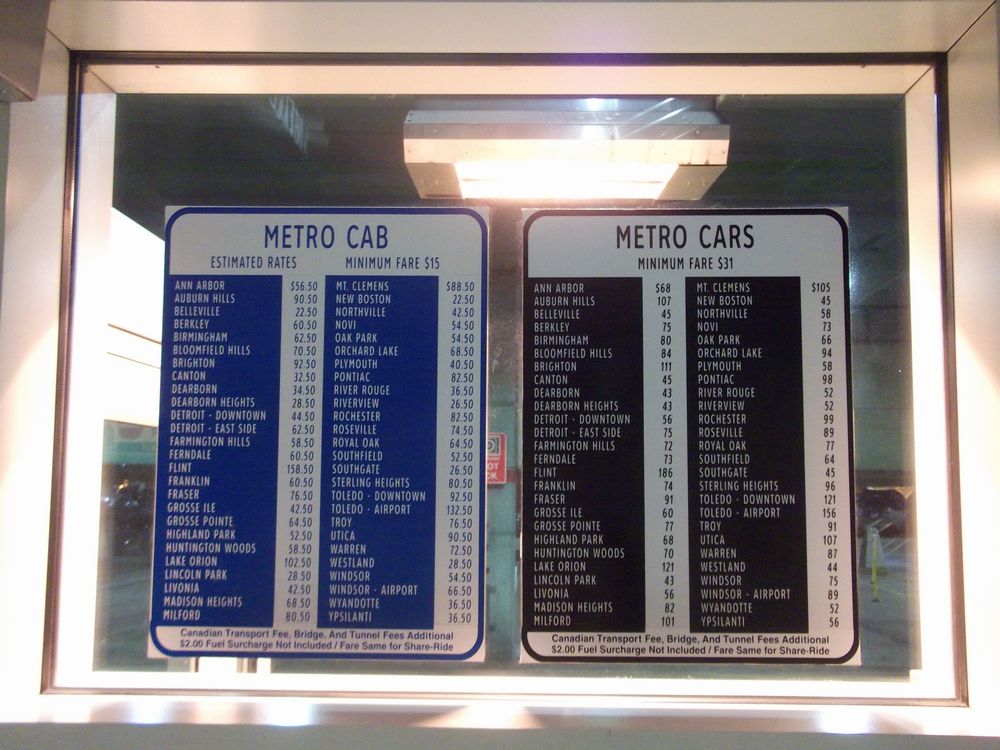 METRO CAB
ESTIMATED RATES MINIMUM FARE $15
ANN ARBOR $56.50 MT. CLEMENS $88.50
AUBURN HILLS 90.50 NEW BOSTON 22.50
BELLEVILLE 22.50 NORTHVILLE 42.50
BERKLEY 60.50 NOVI 54.50
BIRMINGHAM 62.50 OAK PARK 54.50
BLOOMFIELD HILLS 70.50 ORCHARD LAKE 68.50
BRIGHTON 92.50 PLYMOUTH 40.50
CANTON 32.50 PONTIAC 82.50
DEARBORN 34.50 RIVER ROUGE 36.50
DEARBORN HEIGHTS 28.50 RIVERVIEW 26.50
DETROIT - DOWNTOWN 44.50 ROCHESTER 82.50
DETROIT - EAST SIDE 62.50 ROSEVILLE 74.50
FARMINGTON HILLS 58.50 ROYAL OAK 64.50
FERNDALE 60.50 SOUTHFIELD 52.50
FLINT 158.50 SOUTHGATE 26.50
FRANKLIN 60.50 STERLING HEIGHTS 80.50
FRASER 76.50 TOLEDO - DOWNTOWN 92.50
GROSSE ILE 42.50 TOLEDO - AIRPORT 132.50
GROSSE POINTE 64.50 TROY 76.50
HIGHLAND PARK 52.50 UTICA 90.50
HUNTINGTON WOODS 58.50 WARREN 72.50
LAKE ORION 102.50 WESTLAND 28.50
LINCOLN PARK 28.50 WINDSOR 54.50
LIVONIA 42.50 WINDSOR - AIRPORT 66.50
MADISON HEIGHTS 68.50 WYANDOTTE 36.50
MILFORD 80.50 YPSILANTI 36.50
Canadian Transport Fee, Bridge, And Tunnel Fees Additional
$2.00 Fuel Surcharge Not Included / Fare Same for Share-Ride
METRO CARS
MINIMUM FARE $31
ANN ARBOR $68 MT. CLEMENS $105
AUBURN HILLS 107 NEW BOSTON 45
BELLEVILLE 45 NORTHVILLE 58
BERKLEY 75 NOVI 73
BIRMINGHAM 80 OAK PARK 66
BLOOMFIELD HILLS 84 ORCHARD LAKE 94
BRIGHTON 111 PLYMOUTH 58
CANTON 45 PONTIAC 98
DEARBORN 43 RIVER ROUGE 52
DEARBORN HEIGHTS 43 RIVERVIEW 52
DETROIT - DOWNTOWN 56 ROCHESTER 99
DETROIT - EAST SIDE 75 ROSEVILLE 89
FARMINGTON HILLS 72 ROYAL OAK 77
FERNDALE 73 SOUTHFIELD 64
FLINT 186 SOUTHGATE 45
FRANKLIN 74 STERLING HEIGHTS 96
FRASER 91 TOLEDO - DOWNTOWN 121
GROSSE ILE 60 TOLEDO - AIRPORT 156
GROSSE POINTE 77 TROY 91
HIGHLAND PARK 68 UTICA 107
HUNTINGTON WOODS 70 WARREN 87
LAKE ORION 121 WESTLAND 44
LINCOLN PARK 43 WINDSOR 75
LIVONIA 56 WINDSOR - AIRPORT 89
MADISON HEIGHTS 82 WYANDOTTE 52
MILFORD 101 YPSILANTI 56
Canadian Transport Fee, Bridge, And Tunnel Fees Additional
$2.00 Fuel Surcharge Not Included / Fare Same for Share-Ride